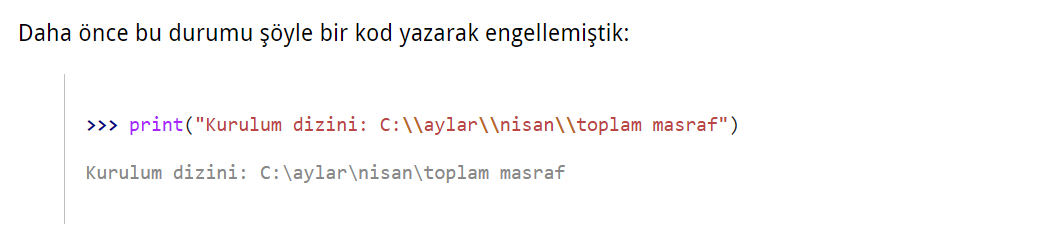 Daha önce bu durumu şöyle bir kod yazarak engellemiştik:
>>> print("Kurulum dizini: C:\\aylar\\nisan\\toplam masraf")
Kurulum dizini: C:\aylar\nisan\toplam masraf